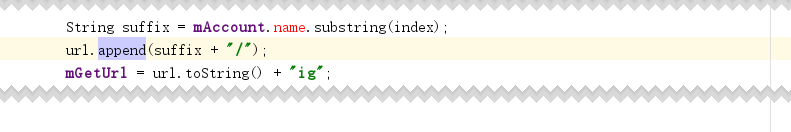 String suffix = mAccount.name.substring(index);
url.append(suffix + "/");
mGetUrl = url.toString() + "ig";